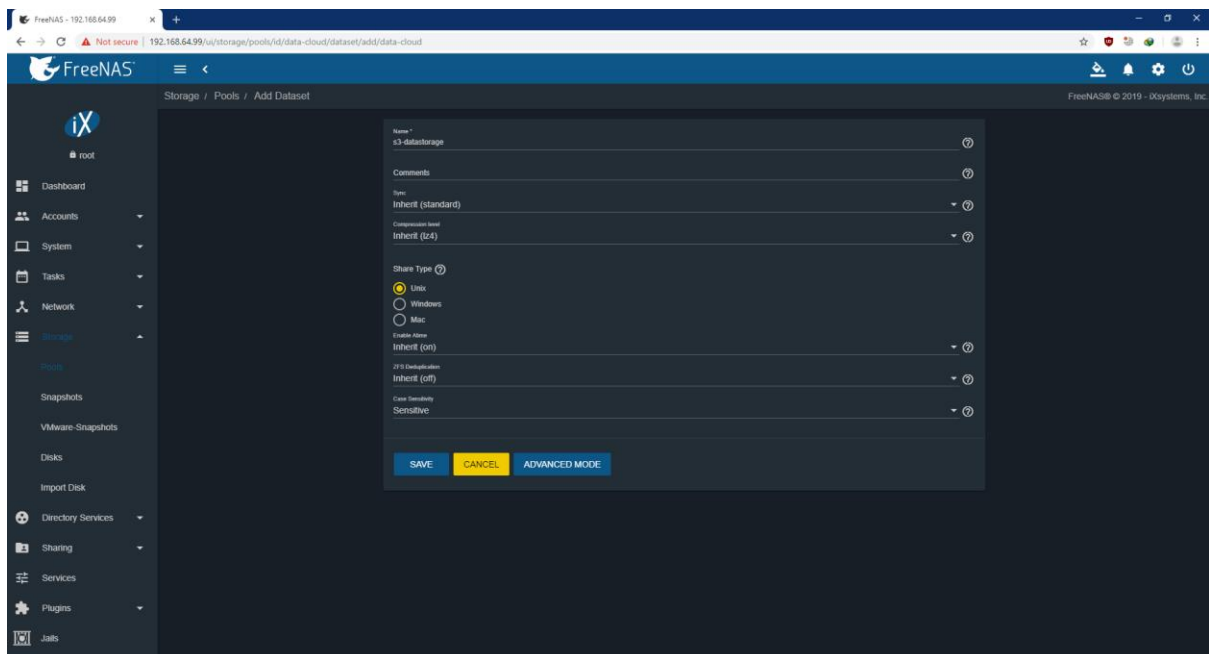 FreeNAS - 192.168.64.99
Not secure | 192.168.64.99/ui/storage/pools/id/data-cloud/dataset/add/data-cloud
FreeNAS
Storage / Pools / Add Dataset
FreeNAS® © 2019 - iXsystems, Inc
iX
root
Dashboard
Accounts
System
Tasks
Network
Storage
Pools
Snapshots
VMware-Snapshots
Disks
Import Disk
Directory Services
Sharing
Services
Plugins
Jails
Name *
s3-datastorage
Comments
Sync
Inherit (standard)
Compression level
Inherit (lz4)
Share Type
Unix
Windows
Mac
Enable Atime
Inherit (on)
ZFS Deduplication
Inherit (off)
Case Sensitivity
Sensitive
SAVE CANCEL ADVANCED MODE